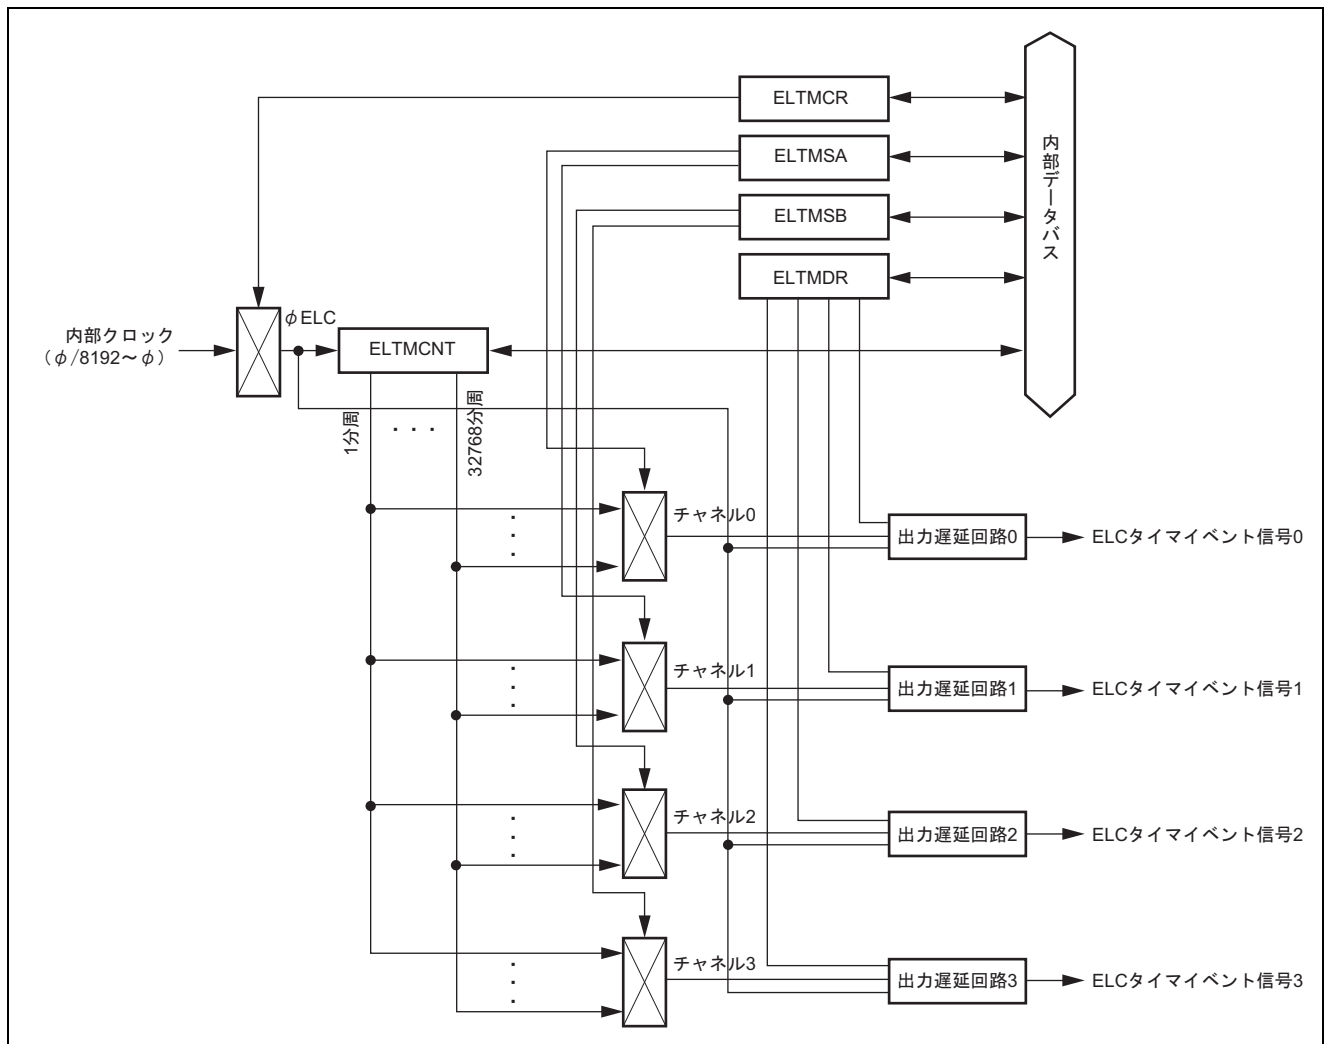 ELTMCR
ELTMSA
ELTMSB
ELTMDR
内部データバス
内部クロック
（φ/8192～φ）
φELC
ELTMCNT
1分周
・・・
32768分周
チャネル0
出力遅延回路0
ELCタイマイベント信号0
チャネル1
出力遅延回路1
ELCタイマイベント信号1
チャネル2
出力遅延回路2
ELCタイマイベント信号2
チャネル3
出力遅延回路3
ELCタイマイベント信号3